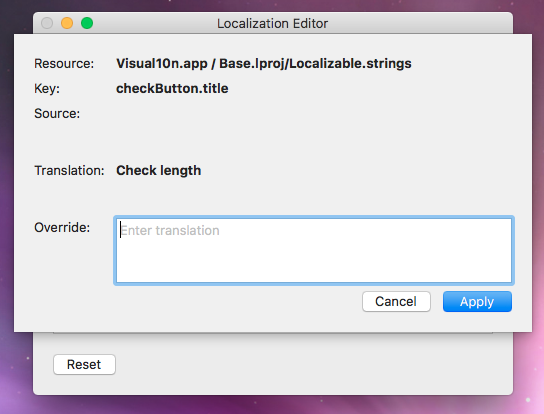 Localization Editor
Resource: Visual10n.app / Base.lproj/Localizable.strings
Key: checkButton.title
Source:
Translation: Check length
Override: Enter translation
Cancel Apply
Reset